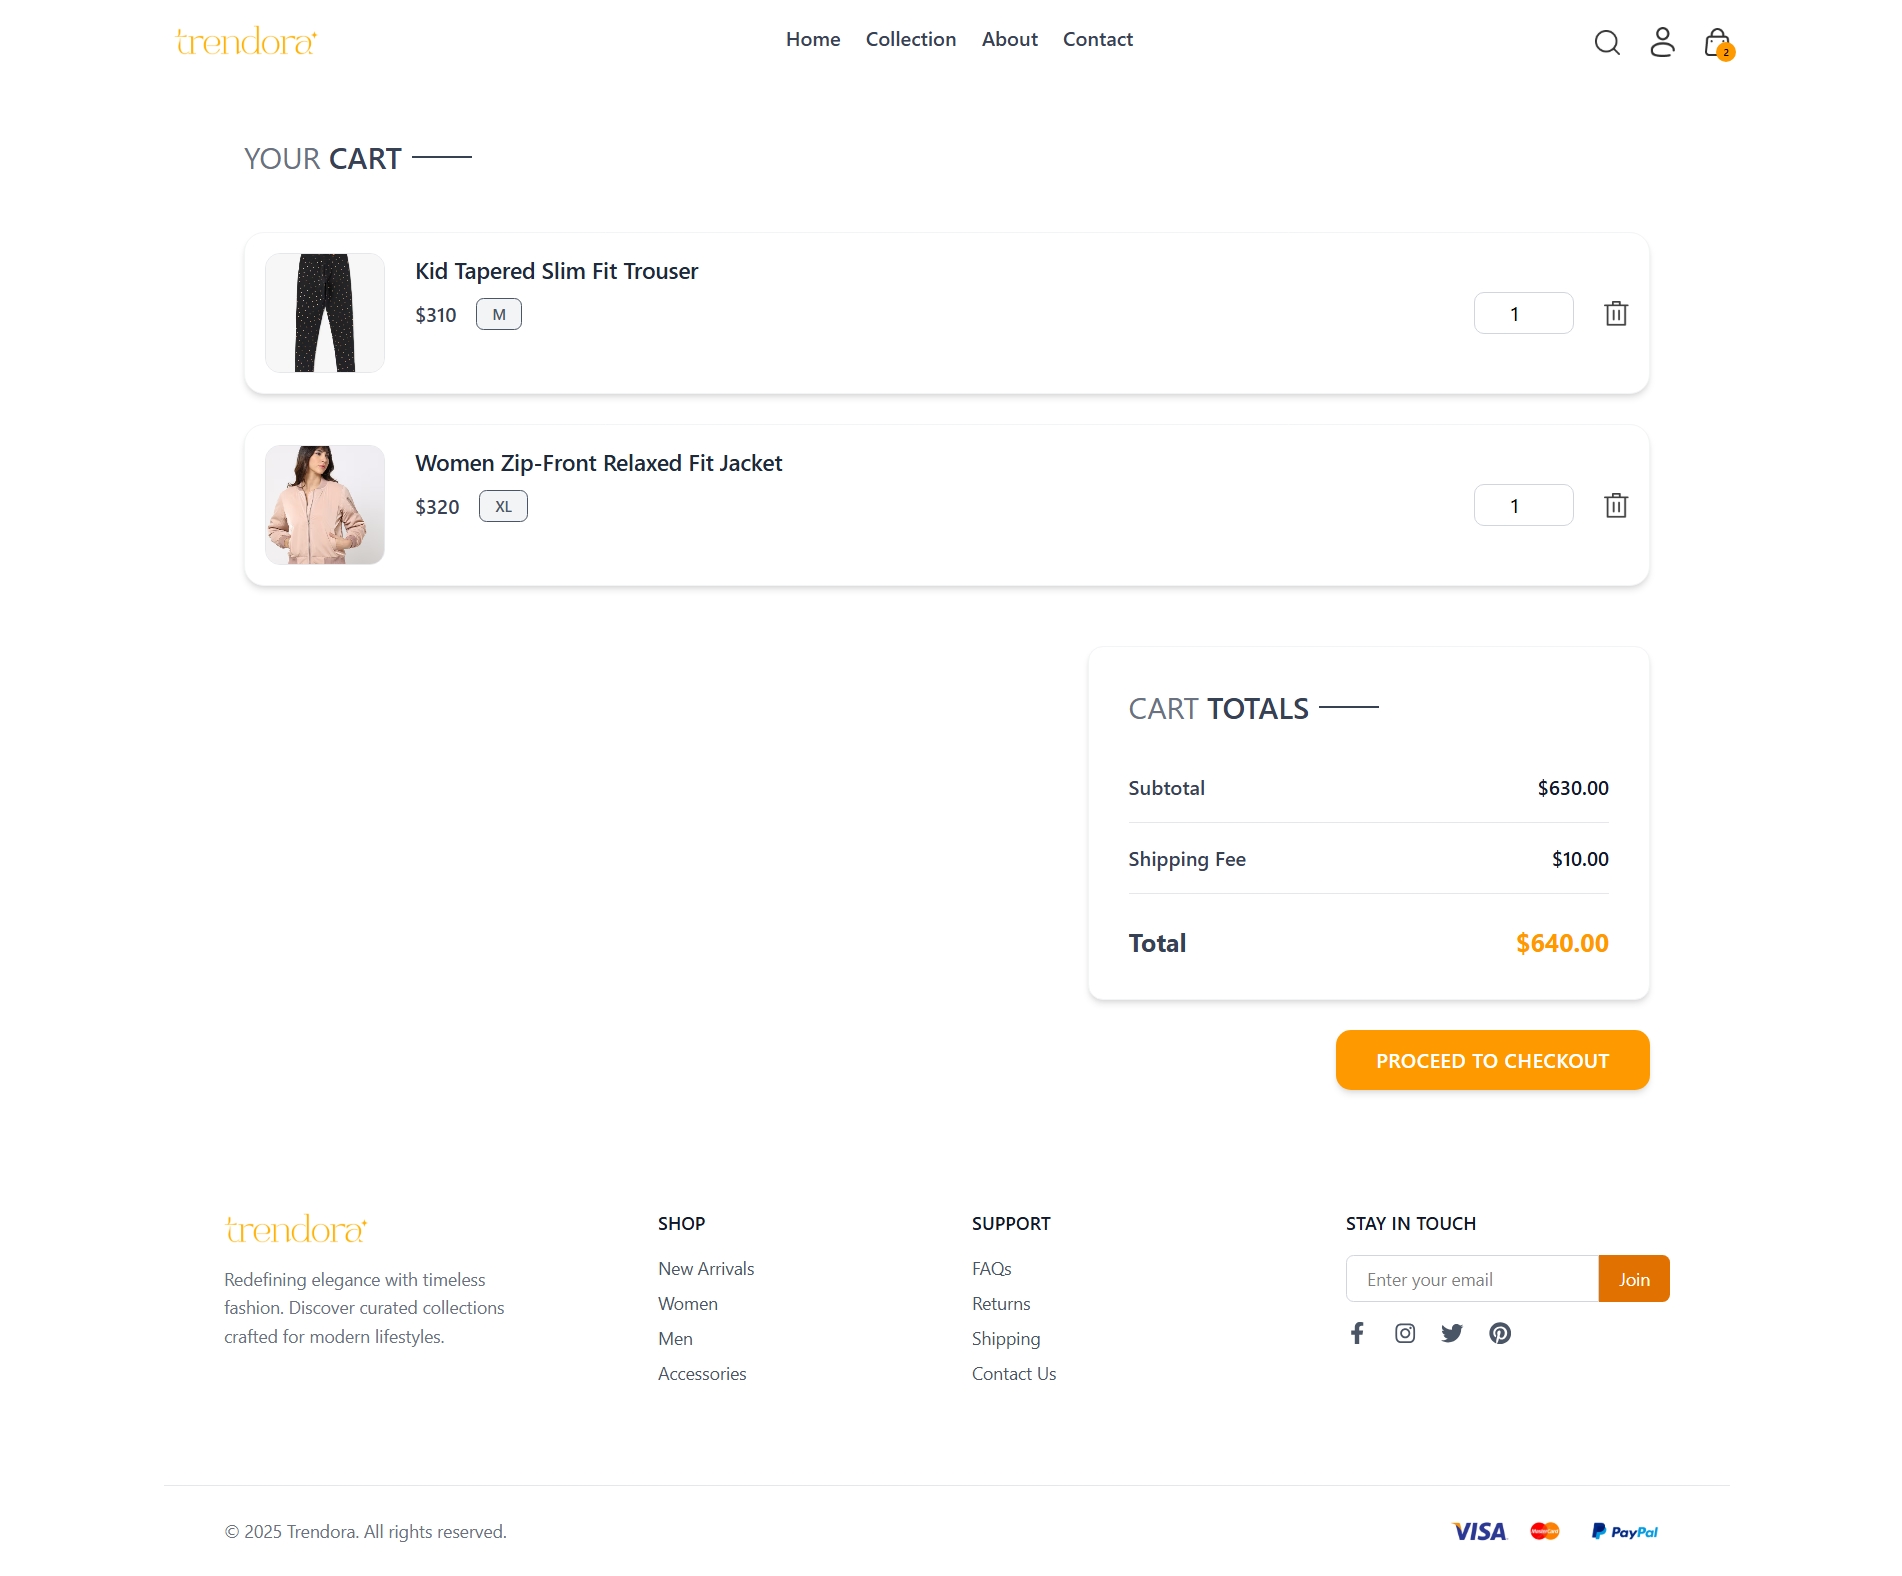 trendora
Home Collection About Contact
2
YOUR CART
Kid Tapered Slim Fit Trouser
$310 M
1
Women Zip-Front Relaxed Fit Jacket
$320 XL
1
CART TOTALS
Subtotal $630.00
Shipping Fee $10.00
Total $640.00
PROCEED TO CHECKOUT
trendora
Redefining elegance with timeless
fashion. Discover curated collections
crafted for modern lifestyles.
SHOP
New Arrivals
Women
Men
Accessories
SUPPORT
FAQs
Returns
Shipping
Contact Us
STAY IN TOUCH
Enter your email Join
© 2025 Trendora. All rights reserved.
VISA MasterCard PayPal